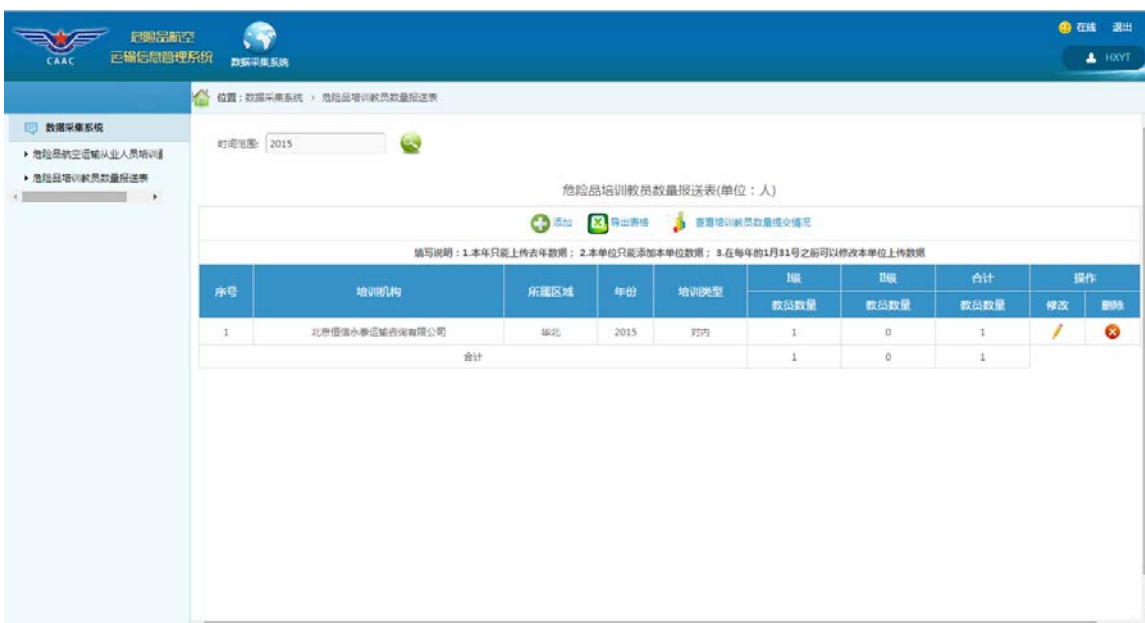 危险品航空
运输信息管理系统
CAAC
数据采集系统
在线 退出
HXYT
位置：数据采集系统 > 危险品培训教员数量报送表
数据采集系统
危险品航空运输从业人员培训
危险品培训教员数量报送表
时间范围: 2015
危险品培训教员数量报送表(单位：人)
添加 导出表格 查看培训教员数量提交情况
填写说明：1.本年只能上传去年数据； 2.本单位只能添加本单位数据； 3.在每年的1月31号之前可以修改本单位上传数据
序号 培训机构 所属区域 年份 培训类型 I级 II级 合计 操作
教员数量 教员数量 教员数量 修改 删除
1 北京恒信永泰运输咨询有限公司 华北 2015 对内 1 0 1
合计 1 0 1